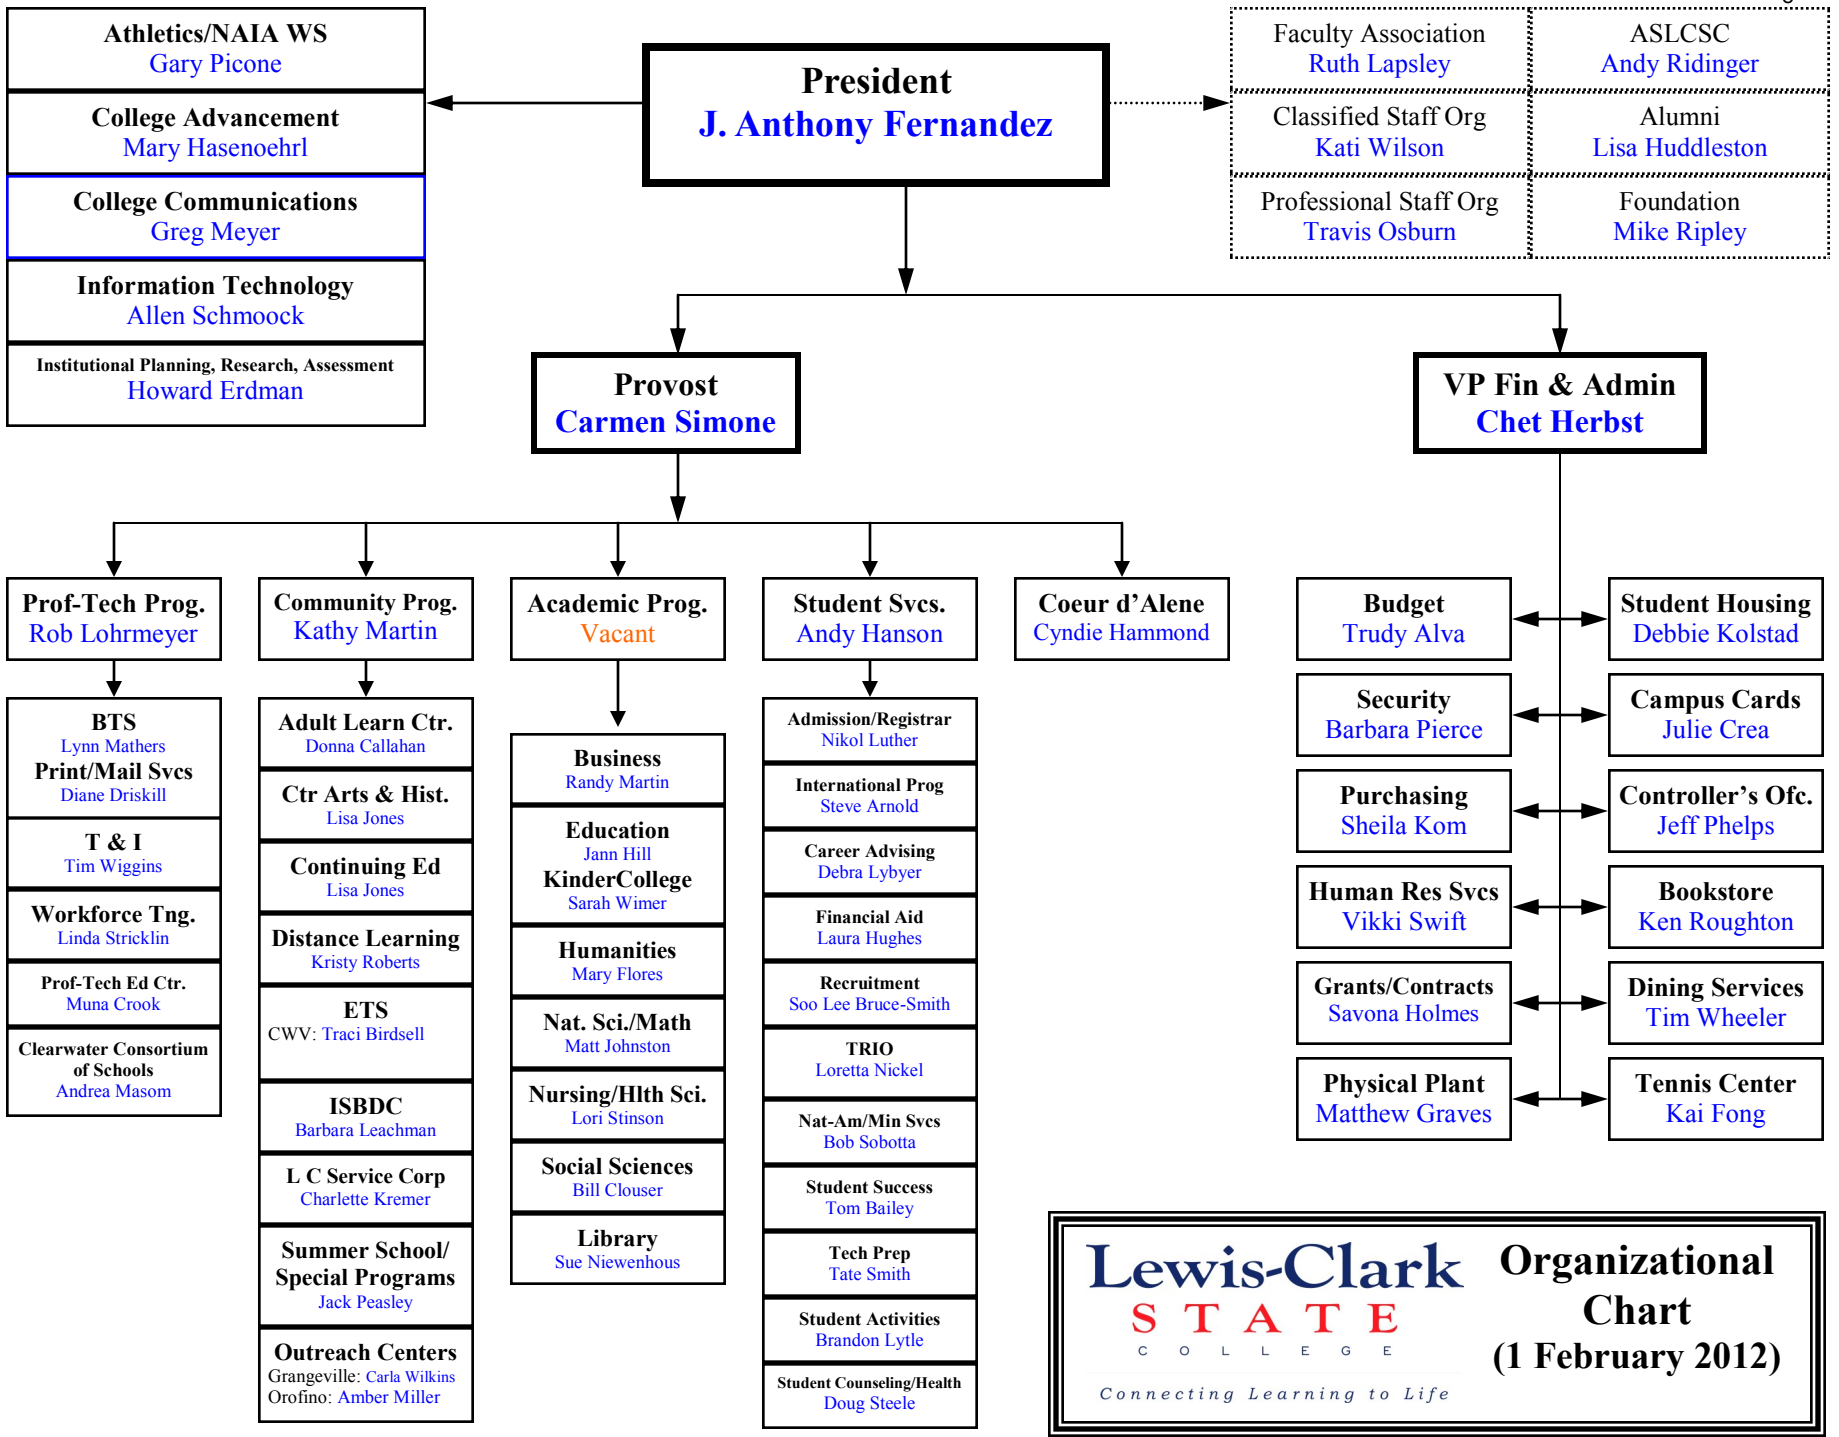 Athletics/NAIA WS
Gary Picone
College Advancement
Mary Hasenoehrl
College Communications
Greg Meyer
Information Technology
Allen Schmoock
Institutional Planning, Research, Assessment
Howard Erdman
President
J. Anthony Fernandez
Faculty Association
Ruth Lapsley
ASLCSC
Andy Ridinger
Classified Staff Org
Kati Wilson
Alumni
Lisa Huddleston
Professional Staff Org
Travis Osburn
Foundation
Mike Ripley
Provost
Carmen Simone
VP Fin & Admin
Chet Herbst
Prof-Tech Prog.
Rob Lohrmeyer
Community Prog.
Kathy Martin
Academic Prog.
Vacant
Student Svcs.
Andy Hanson
Coeur d’Alene
Cyndie Hammond
BTS
Lynn Mathers
Print/Mail Svcs
Diane Driskill
T & I
Tim Wiggins
Workforce Tng.
Linda Stricklin
Prof-Tech Ed Ctr.
Muna Crook
Clearwater Consortium
of Schools
Andrea Masom
Adult Learn Ctr.
Donna Callahan
Ctr Arts & Hist.
Lisa Jones
Continuing Ed
Lisa Jones
Distance Learning
Kristy Roberts
ETS
CWV: Traci Birdsell
ISBDC
Barbara Leachman
L C Service Corp
Charlette Kremer
Summer School/
Special Programs
Jack Peasley
Outreach Centers
Grangeville: Carla Wilkins
Orofino: Amber Miller
Business
Randy Martin
Education
Jann Hill
KinderCollege
Sarah Wimer
Humanities
Mary Flores
Nat. Sci./Math
Matt Johnston
Nursing/Hlth Sci.
Lori Stinson
Social Sciences
Bill Clouser
Library
Sue Niewenhous
Admission/Registrar
Nikol Luther
International Prog
Steve Arnold
Career Advising
Debra Lybyer
Financial Aid
Laura Hughes
Recruitment
Soo Lee Bruce-Smith
TRIO
Loretta Nickel
Nat-Am/Min Svcs
Bob Sobotta
Student Success
Tom Bailey
Tech Prep
Tate Smith
Student Activities
Brandon Lytle
Student Counseling/Health
Doug Steele
Budget
Trudy Alva
Student Housing
Debbie Kolstad
Security
Barbara Pierce
Campus Cards
Julie Crea
Purchasing
Sheila Kom
Controller’s Ofc.
Jeff Phelps
Human Res Svcs
Vikki Swift
Bookstore
Ken Roughton
Grants/Contracts
Savona Holmes
Dining Services
Tim Wheeler
Physical Plant
Matthew Graves
Tennis Center
Kai Fong
Lewis-Clark
STATE
COLLEGE
Connecting Learning to Life
Organizational
Chart
(1 February 2012)